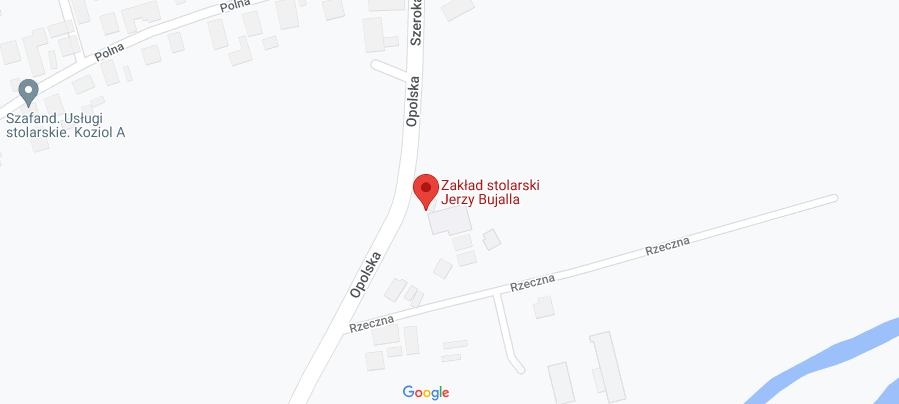 Polna
Szeroka
Polna
Opolska
Szafand. Usługi
stolarskie. Koziol A
Zakład stolarski
Jerzy Bujalla
Rzeczna
Opolska
Rzeczna
Rzeczna
Google